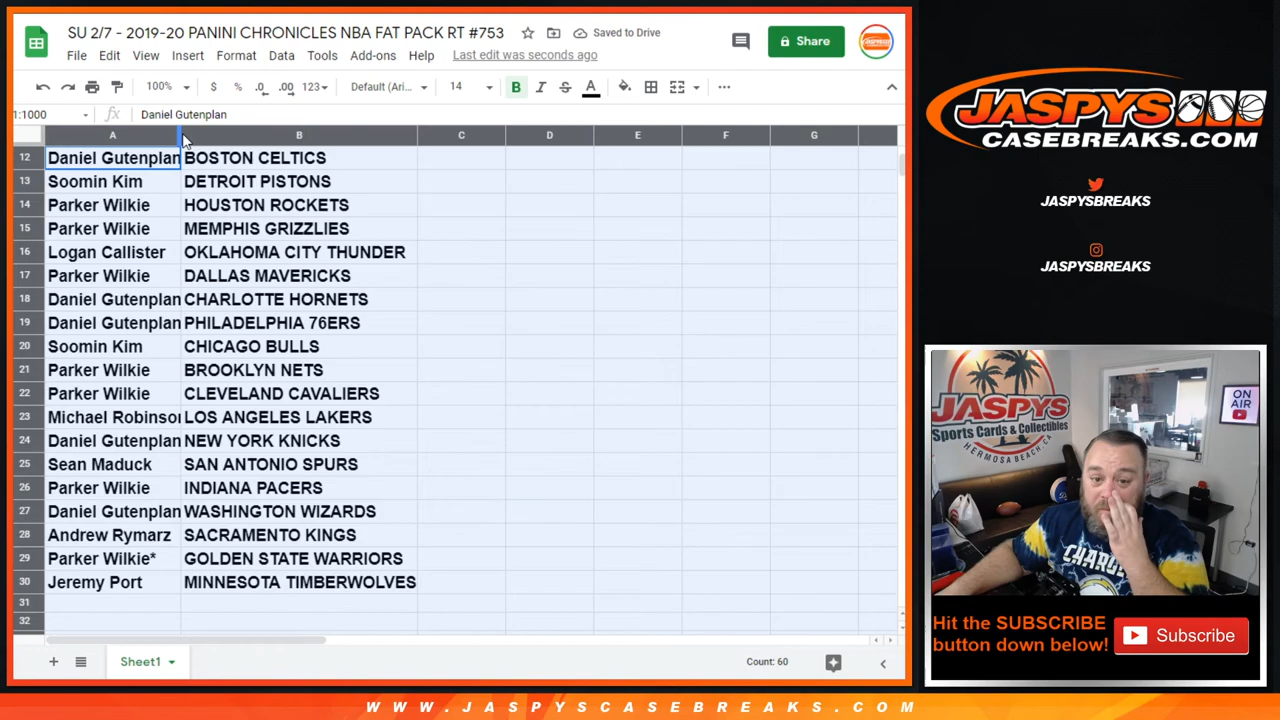 SU 2/7 - 2019-20 PANINI CHRONICLES NBA FAT PACK RT #753
Saved to Drive
File Edit View Insert Format Data Tools Add-ons Help Last edit was seconds ago
Share
100% $ % .0 .00 123 Default (Ari... 14 B I S A
1:1000 fx Daniel Gutenplan
A B C D E F G
12 Daniel Gutenplan BOSTON CELTICS
13 Soomin Kim DETROIT PISTONS
14 Parker Wilkie HOUSTON ROCKETS
15 Parker Wilkie MEMPHIS GRIZZLIES
16 Logan Callister OKLAHOMA CITY THUNDER
17 Parker Wilkie DALLAS MAVERICKS
18 Daniel Gutenplan CHARLOTTE HORNETS
19 Daniel Gutenplan PHILADELPHIA 76ERS
20 Soomin Kim CHICAGO BULLS
21 Parker Wilkie BROOKLYN NETS
22 Parker Wilkie CLEVELAND CAVALIERS
23 Michael Robinson LOS ANGELES LAKERS
24 Daniel Gutenplan NEW YORK KNICKS
25 Sean Maduck SAN ANTONIO SPURS
26 Parker Wilkie INDIANA PACERS
27 Daniel Gutenplan WASHINGTON WIZARDS
28 Andrew Rymarz SACRAMENTO KINGS
29 Parker Wilkie* GOLDEN STATE WARRIORS
30 Jeremy Port MINNESOTA TIMBERWOLVES
31
32
Sheet1
Count: 60
JASPYS
CASEBREAKS.COM
JASPYSBREAKS
JASPYSBREAKS
JASPYS
Sports Cards & Collectibles
HERMOSA BEACH, CA
ON
AIR
CHARG
Hit the SUBSCRIBE
button down below!
Subscribe
WWW.JASPYSCASEBREAKS.COM